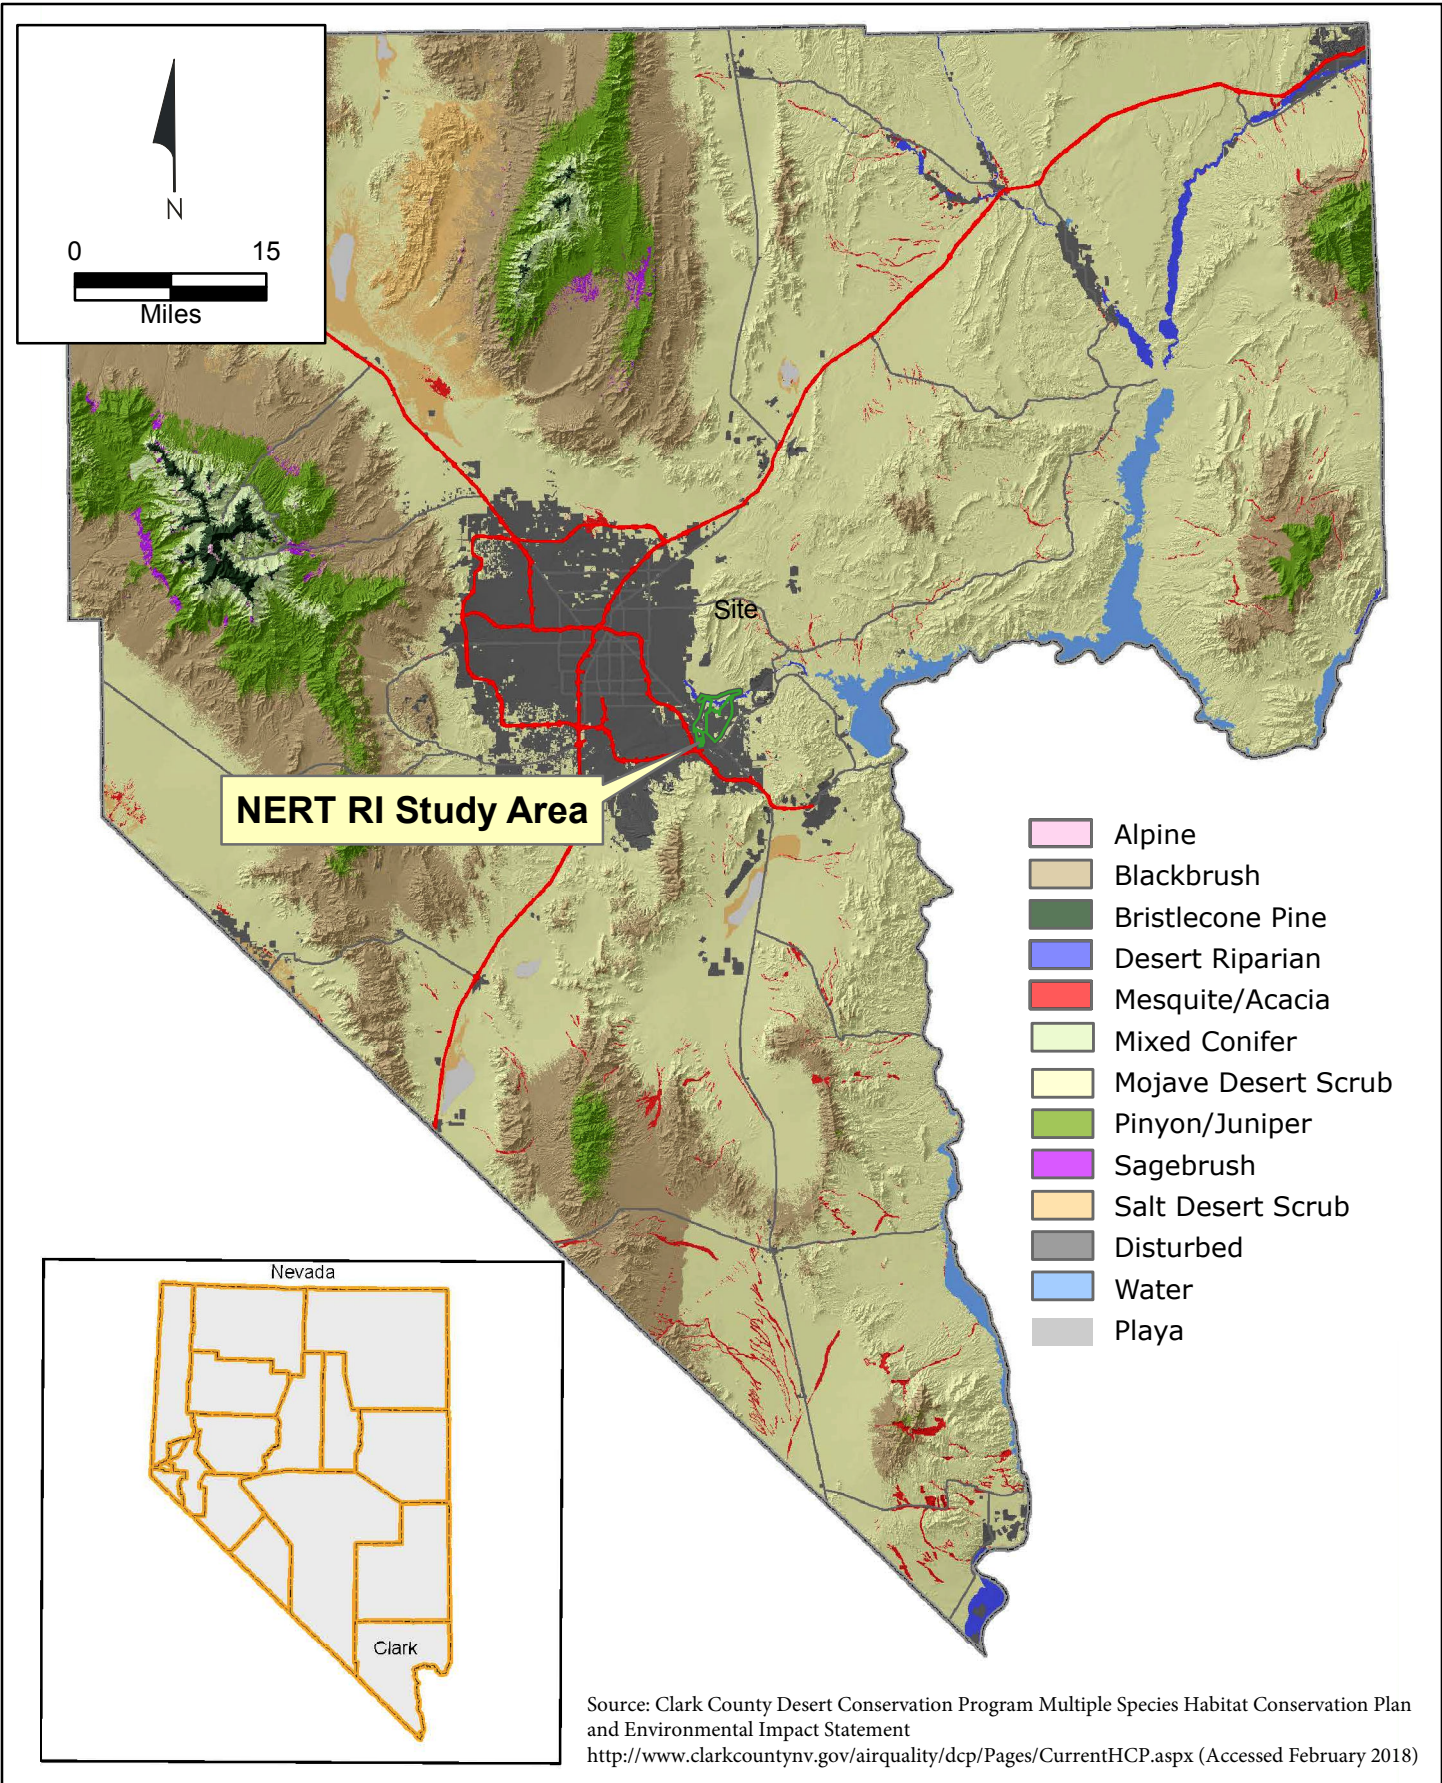 N
0 15
Miles
Site
NERT RI Study Area
Alpine
Blackbrush
Bristlecone Pine
Desert Riparian
Mesquite/Acacia
Mixed Conifer
Mojave Desert Scrub
Pinyon/Juniper
Sagebrush
Salt Desert Scrub
Disturbed
Water
Playa
Nevada
Clark
Source: Clark County Desert Conservation Program Multiple Species Habitat Conservation Plan
and Environmental Impact Statement
http://www.clarkcountynv.gov/airquality/dcp/Pages/CurrentHCP.aspx (Accessed February 2018)